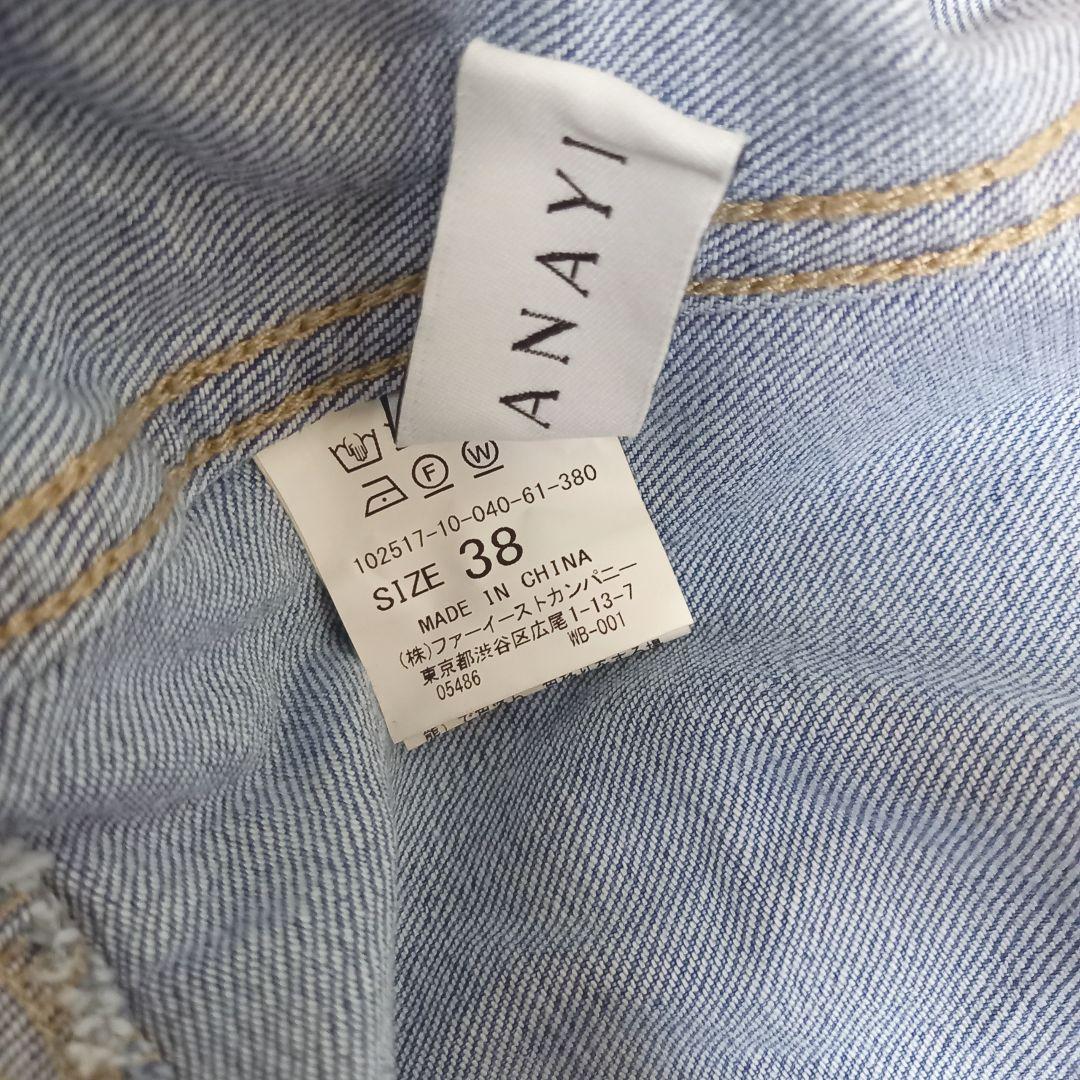 ANAYI
F W
102517-10-040-61-380
SIZE 38
MADE IN CHINA
(株)ファーイーストカンパニー
東京都渋谷区広尾1-13-7
05486 WB-001